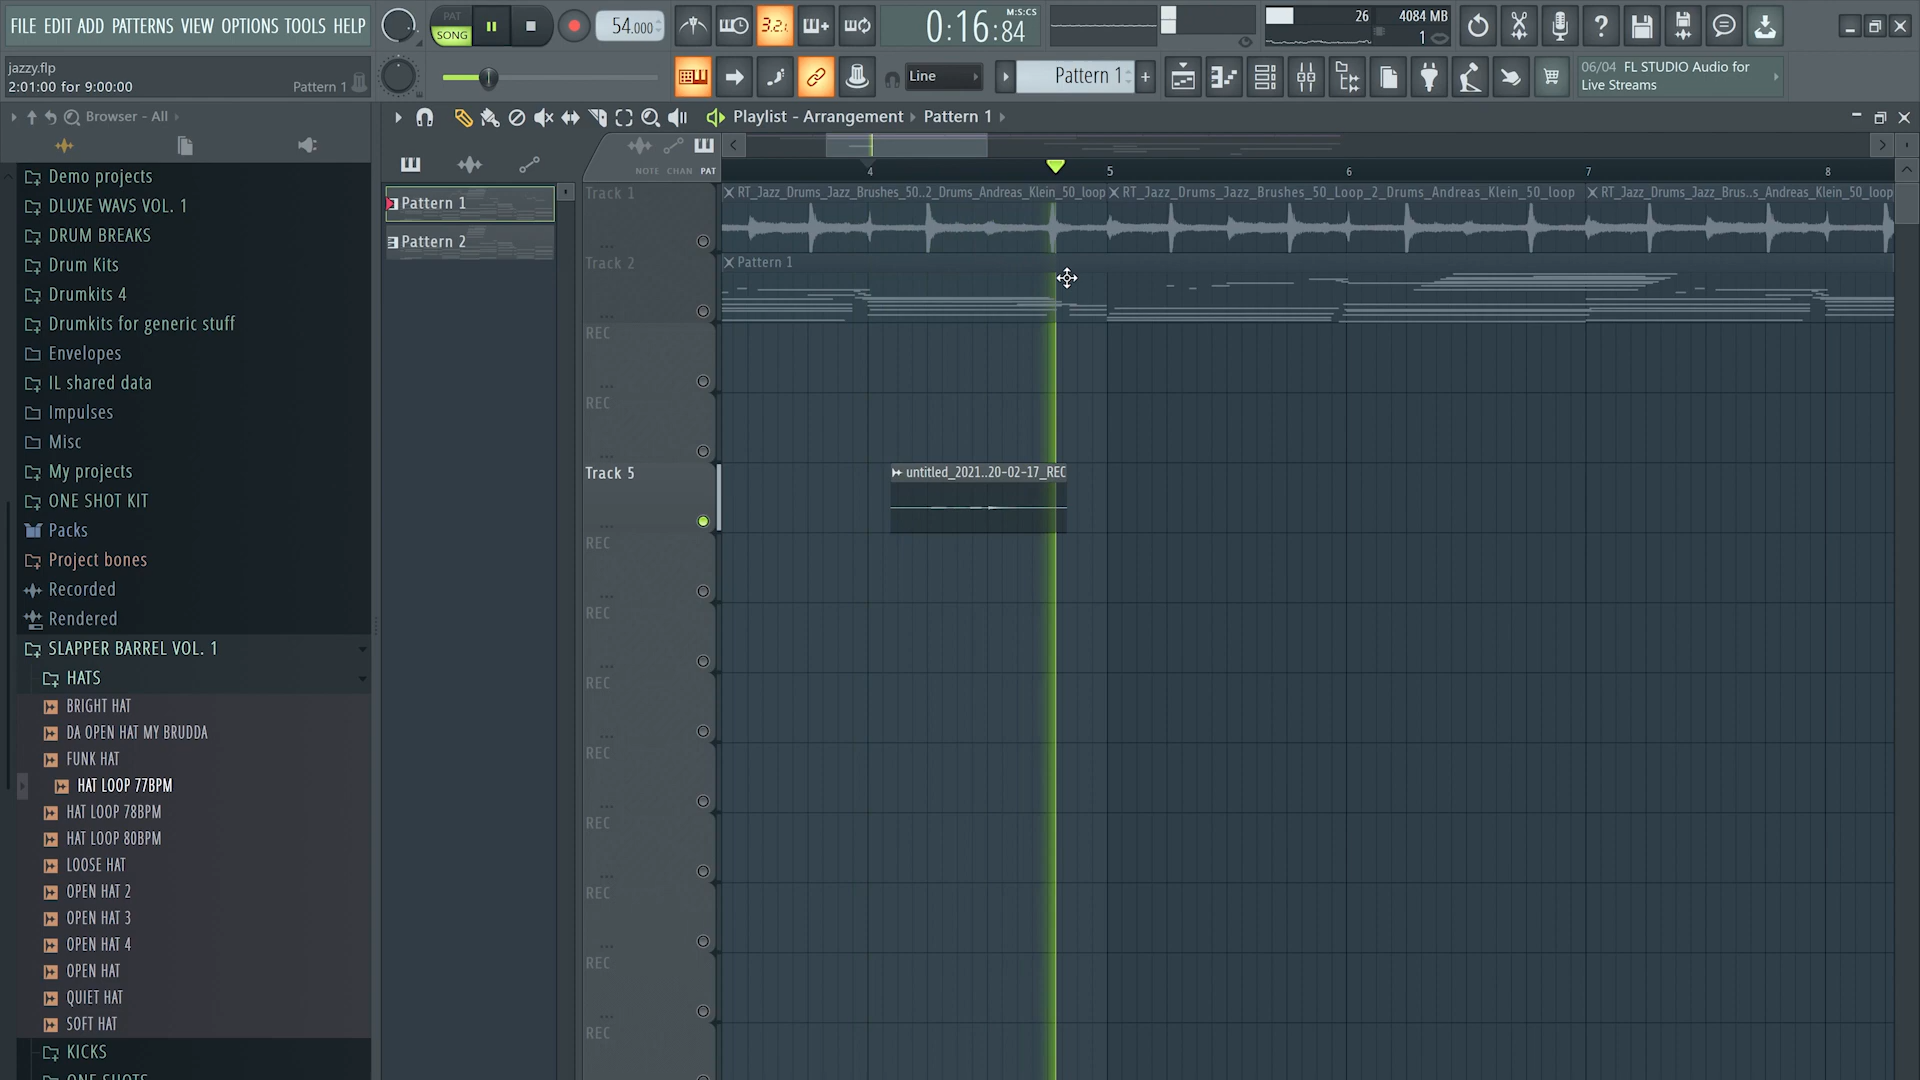 FILE EDIT ADD PATTERNS VIEW OPTIONS TOOLS HELP
PAT
SONG
54.000
3.2.
0:16:84
M:S:CS
26
4084 MB
1
jazzy.flp
2:01:00 for 9:00:00
Pattern 1
Line
Pattern 1
06/04 FL STUDIO Audio for
Live Streams
Browser - All
Playlist - Arrangement
Pattern 1
NOTE CHAN PAT
4 5 6 7 8
Demo projects
DLUXE WAVS VOL. 1
DRUM BREAKS
Drum Kits
Drumkits 4
Drumkits for generic stuff
Envelopes
IL shared data
Impulses
Misc
My projects
ONE SHOT KIT
Packs
Project bones
Recorded
Rendered
SLAPPER BARREL VOL. 1
HATS
BRIGHT HAT
DA OPEN HAT MY BRUDDA
FUNK HAT
HAT LOOP 77BPM
HAT LOOP 78BPM
HAT LOOP 80BPM
LOOSE HAT
OPEN HAT 2
OPEN HAT 3
OPEN HAT 4
OPEN HAT
QUIET HAT
SOFT HAT
KICKS
ONE SHOTS
Pattern 1
Pattern 2
Track 1
RT_Jazz_Drums_Jazz_Brushes_50..2_Drums_Andreas_Klein_50_loop
RT_Jazz_Drums_Jazz_Brushes_50_Loop_2_Drums_Andreas_Klein_50_loop
RT_Jazz_Drums_Jazz_Brus..s_Andreas_Klein_50_loop
Track 2
Pattern 1
REC
REC
Track 5
untitled_2021..20-02-17_REC
REC
REC
REC
REC
REC
REC
REC
REC